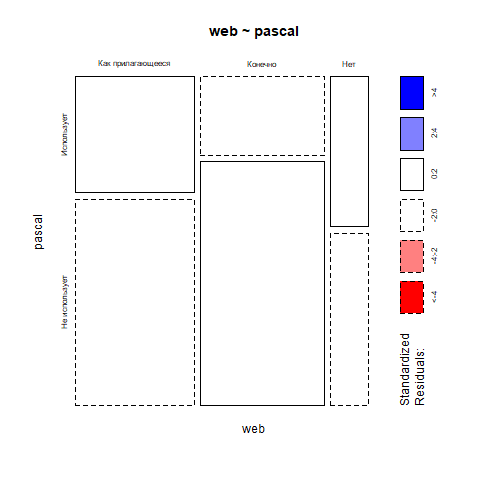 web ~ pascal
Как прилагающееся
Конечно
Нет
Использует
Не использует
pascal
web
Standardized
Residuals:
<-4
-4:-2
-2:0
0:2
2:4
>4